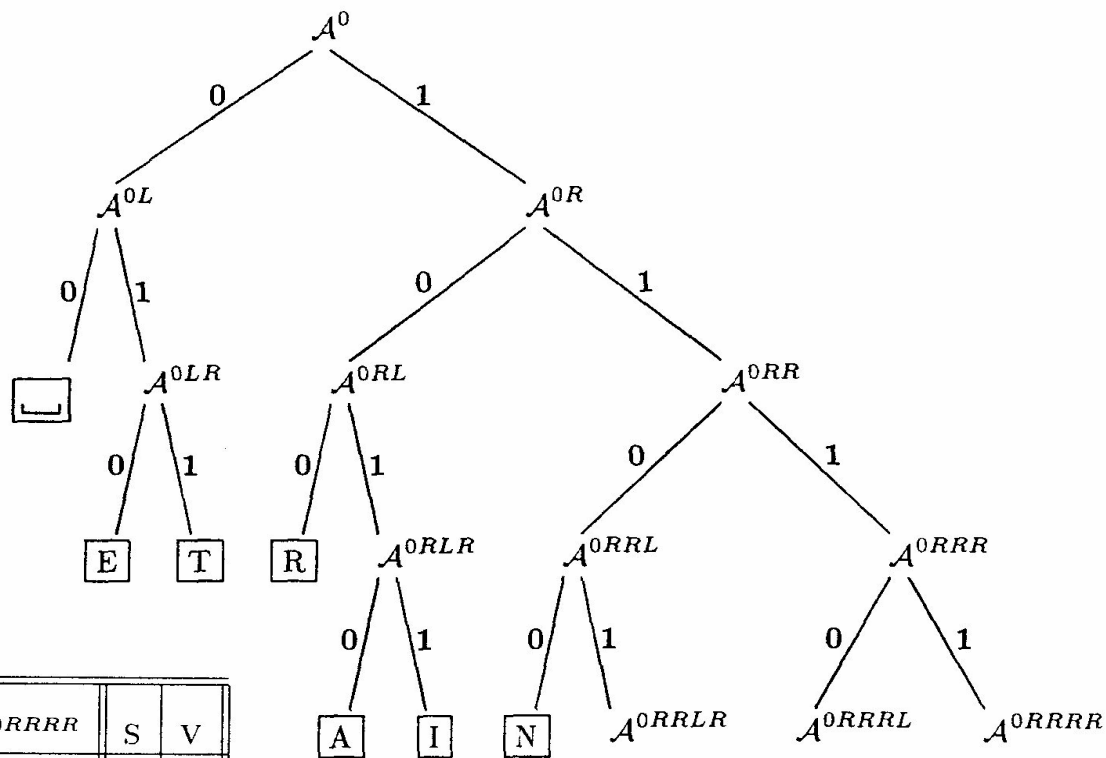 𝒜^0
0 1
𝒜^{0L} 𝒜^{0R}
0 1 0 1
␣ 𝒜^{0LR} 𝒜^{0RL} 𝒜^{0RR}
0 1 0 1 0 1
E T R 𝒜^{0RLR} 𝒜^{0RRL} 𝒜^{0RRR}
0 1 0 1 0 1
0RRRR S V A I N 𝒜^{0RRLR} 𝒜^{0RRRL} 𝒜^{0RRRR}